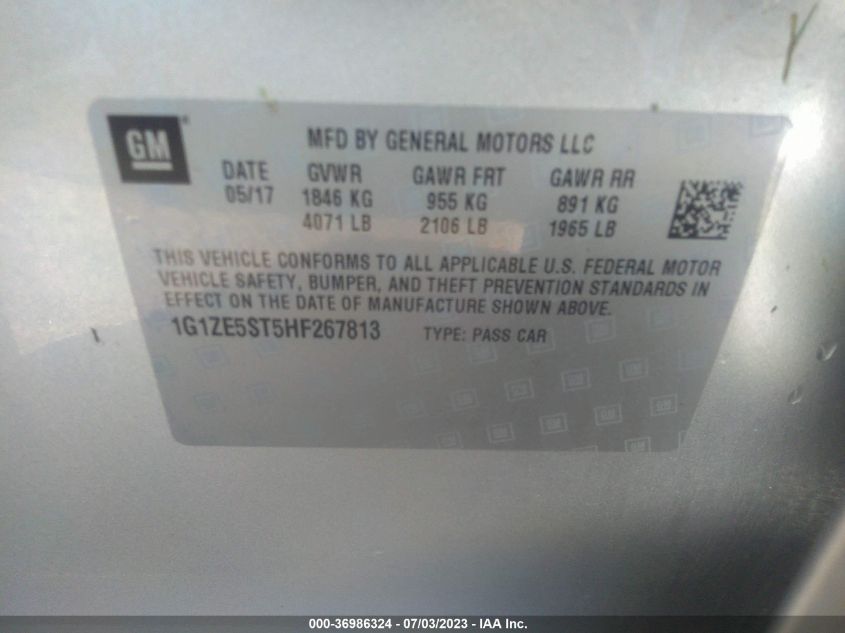 GM
MFD BY GENERAL MOTORS LLC
DATE GVWR GAWR FRT GAWR RR
05/17 1846 KG 955 KG 891 KG
4071 LB 2106 LB 1965 LB
THIS VEHICLE CONFORMS TO ALL APPLICABLE U.S. FEDERAL MOTOR
VEHICLE SAFETY, BUMPER, AND THEFT PREVENTION STANDARDS IN
EFFECT ON THE DATE OF MANUFACTURE SHOWN ABOVE.
1G1ZE5ST5HF267813 TYPE: PASS CAR
000-36986324 - 07/03/2023 - IAA Inc.